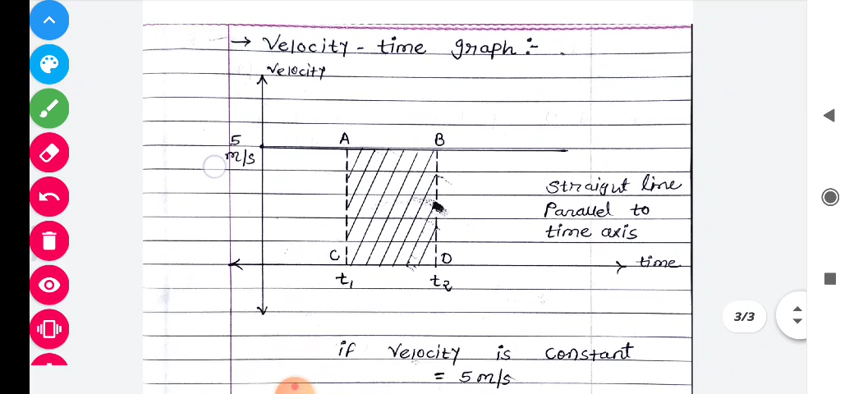 → Velocity - time graph :-
Velocity
5
m/s
A
B
Straigut line
Parallel to
time axis
C
D
time
t₁
t₂
3/3
if velocity is constant
= 5 m/s